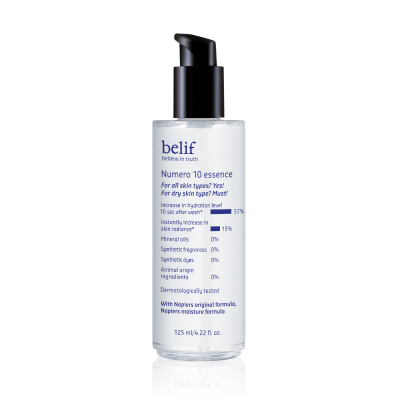 belif
believe in truth
Numero 10 essence
For all skin types? Yes!
For dry skin type? Must!
Increase in hydration level
10 sec after wash* 57%
Instantly increase in
skin radiance* 15%
Mineral oils 0%
Synthetic fragrances 0%
Synthetic dyes 0%
Animal origin
ingredients 0%
Dermatologically tested
With Napiers original formula,
Napiers moisture formula
125 ml/4.22 fl. oz.